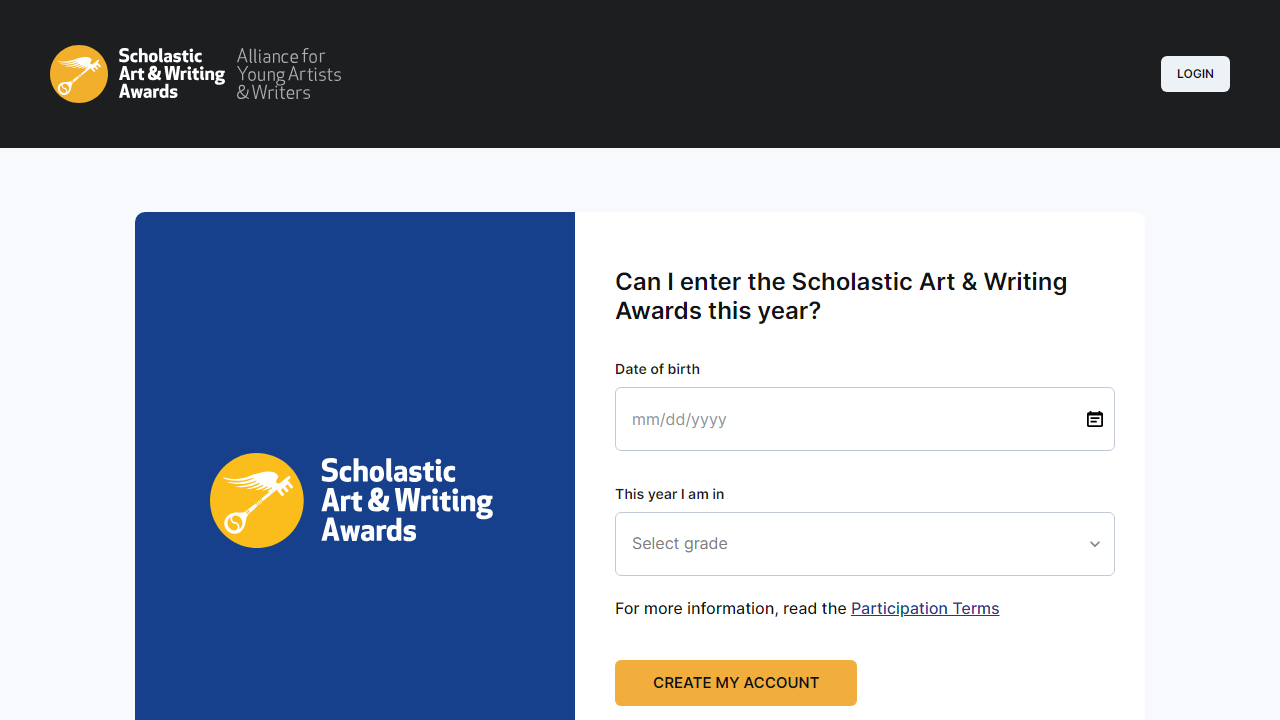 Scholastic
Art & Writing
Awards
Alliance for
Young Artists
& Writers
LOGIN
Scholastic
Art & Writing
Awards
Can I enter the Scholastic Art & Writing
Awards this year?
Date of birth
mm/dd/yyyy
This year I am in
Select grade
For more information, read the Participation Terms
CREATE MY ACCOUNT